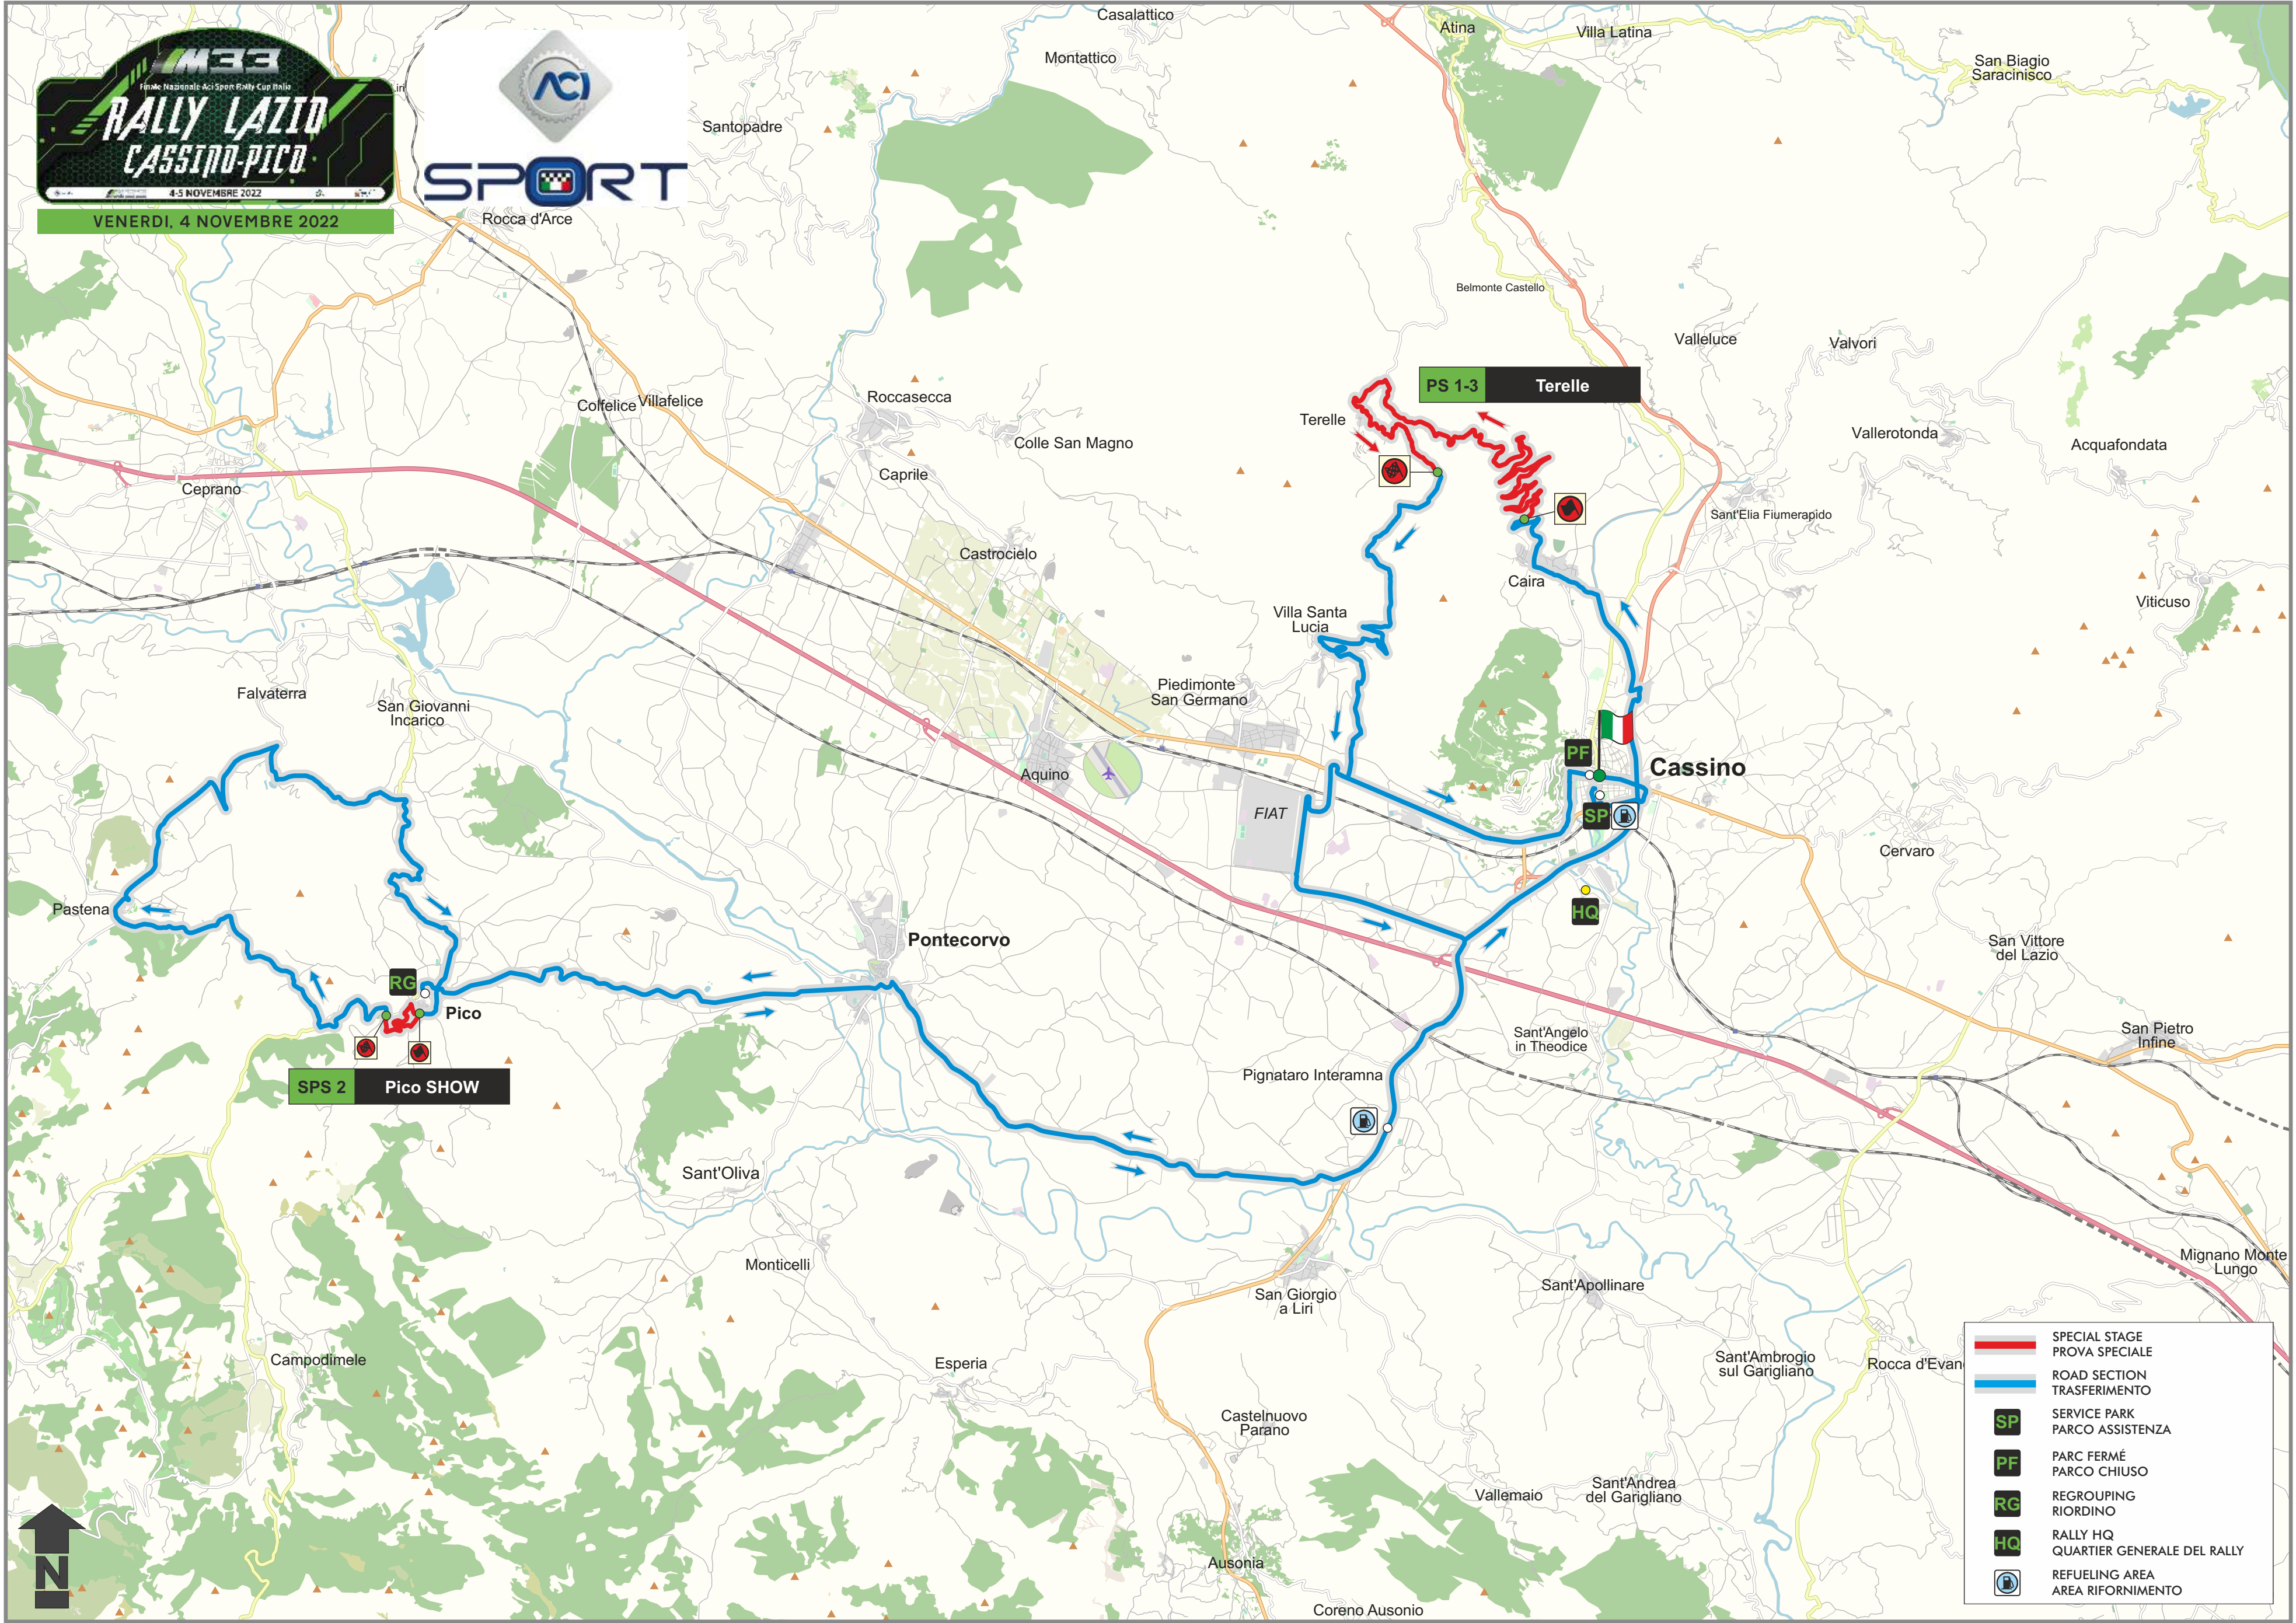 M33
Finale Nazionale Aci Sport Rally Cup Italia
RALLY LAZIO
CASSINO-PICO
4-5 NOVEMBRE 2022
VENERDI, 4 NOVEMBRE 2022
ACI
SPORT
Casalattico
Montattico
Santopadre
Rocca d'Arce
Atina
Villa Latina
San Biagio
Saracinisco
Belmonte Castello
Valleluce
Valvori
Vallerotonda
Acquafondata
Sant'Elia Fiumerapido
Viticuso
PS 1-3
Terelle
Terelle
Colfelice
Villafelice
Roccasecca
Colle San Magno
Caprile
Ceprano
Castrocielo
Caira
Villa Santa
Lucia
Piedimonte
San Germano
Falvaterra
San Giovanni
Incarico
Aquino
FIAT
PF
Cassino
SP
HQ
Cervaro
San Vittore
del Lazio
San Pietro
Infine
Pastena
Pontecorvo
RG
Pico
SPS 2
Pico SHOW
Sant'Angelo
in Theodice
Pignataro Interamna
Sant'Oliva
Monticelli
San Giorgio
a Liri
Sant'Apollinare
Mignano Monte
Lungo
Campodimele
Esperia
Castelnuovo
Parano
Sant'Ambrogio
sul Garigliano
Rocca d'Evan
Vallemaio
Sant'Andrea
del Garigliano
Ausonia
Coreno Ausonio
N
SPECIAL STAGE
PROVA SPECIALE
ROAD SECTION
TRASFERIMENTO
SP
SERVICE PARK
PARCO ASSISTENZA
PF
PARC FERMÉ
PARCO CHIUSO
RG
REGROUPING
RIORDINO
HQ
RALLY HQ
QUARTIER GENERALE DEL RALLY
REFUELING AREA
AREA RIFORNIMENTO